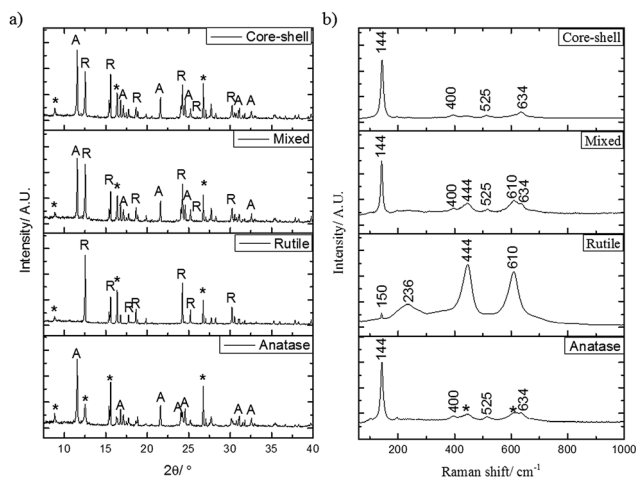 a)
Intensity/ A.U.
Core-shell
A
R
* R * A R A R A R * R A A
Mixed
A R
* R * A R A R A R * R A A
Rutile
R
* R * R R R R * R
Anatase
A
* * * A A A A * A A
10 15 20 25 30 35 40
2θ/ °
b)
Intensity/ A.U.
Core-shell
144 400 525 634
Mixed
144 400 444 525 610 634
Rutile
150 236 444 610
Anatase
144 400 * 525 * 634
200 400 600 800 1000
Raman shift/ cm⁻¹